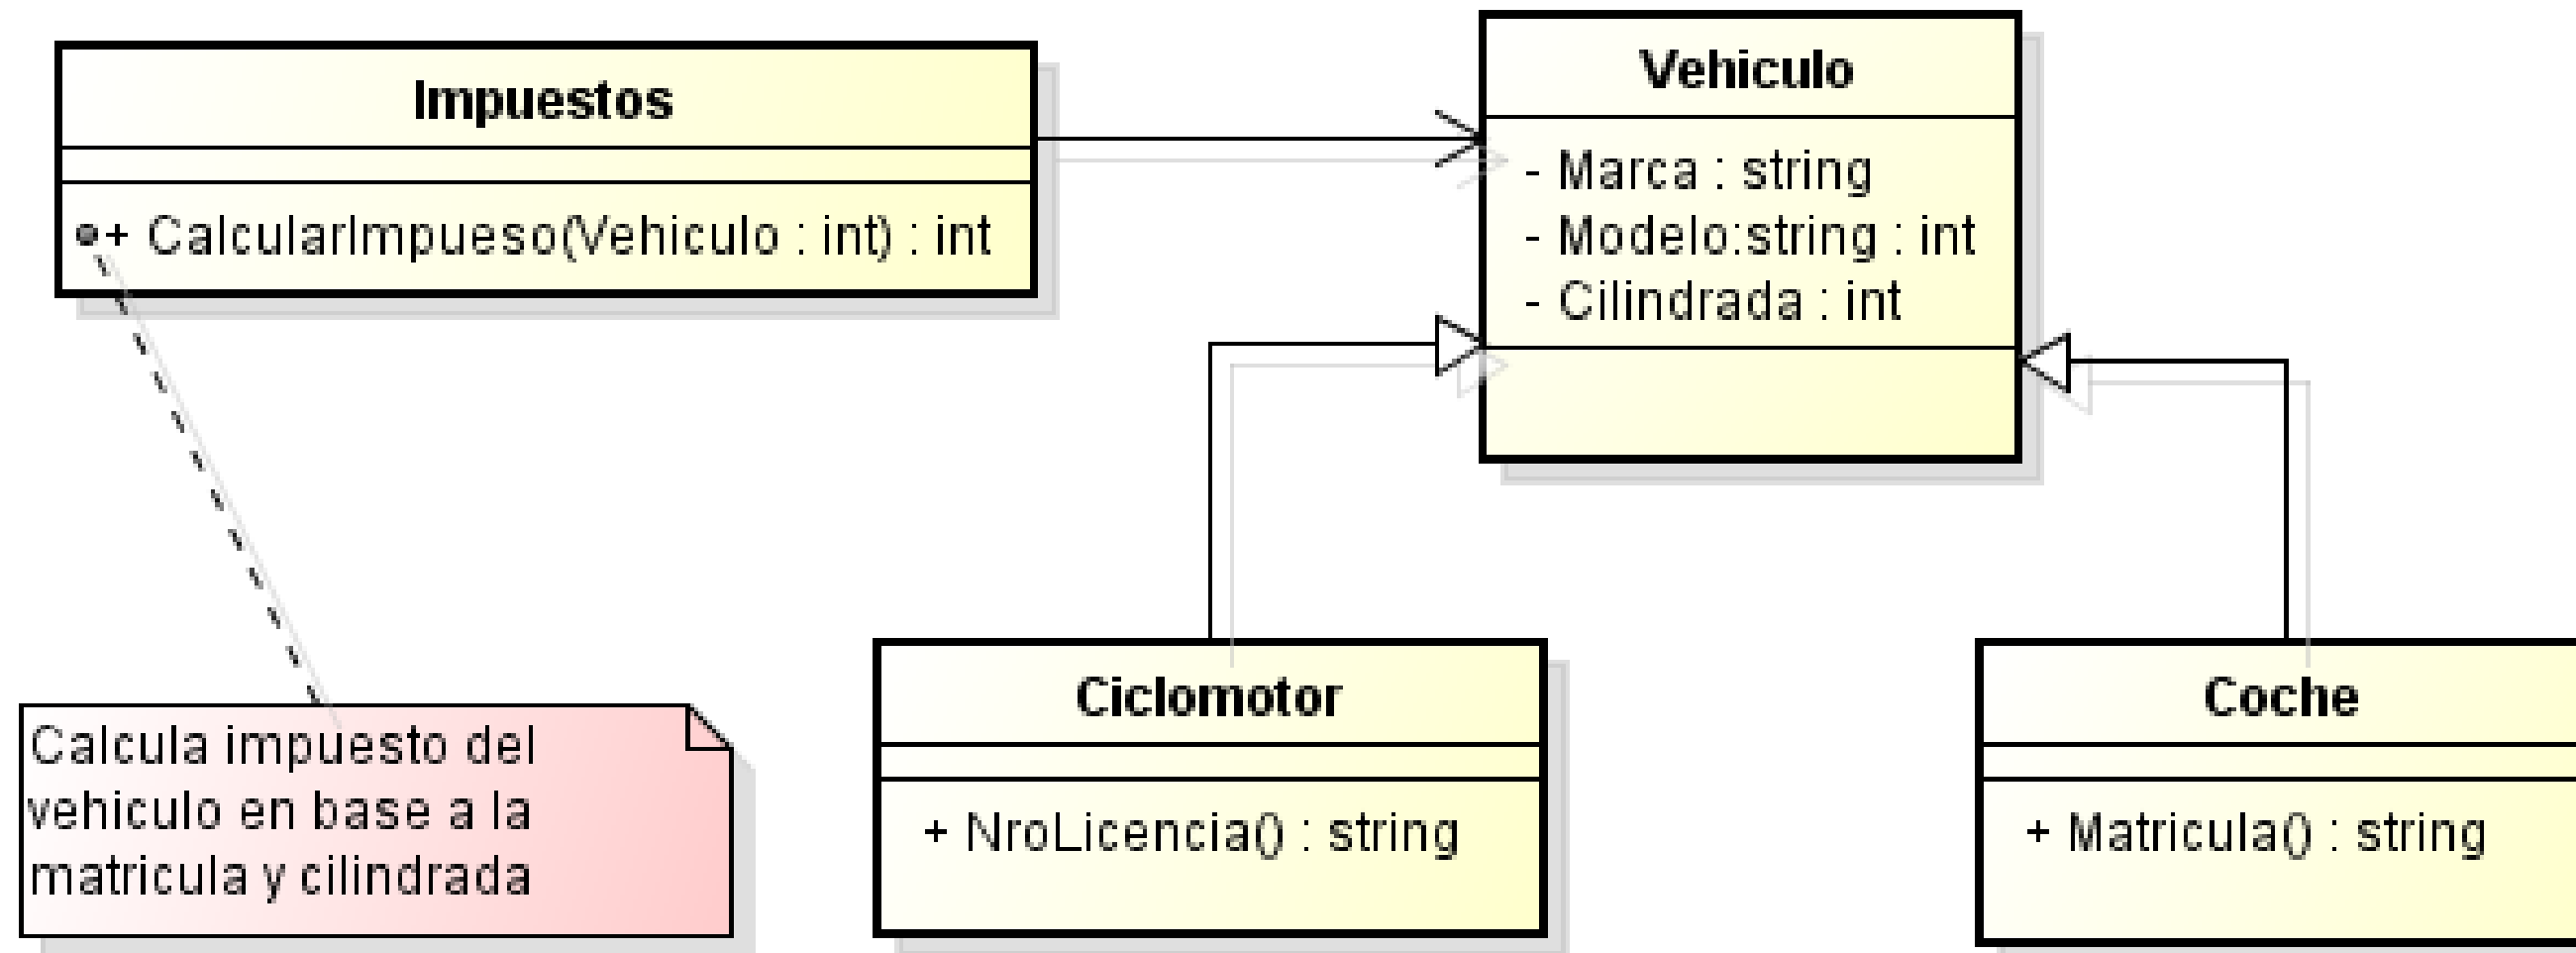 Impuestos
+ CalcularImpueso(Vehiculo : int) : int
Vehiculo
- Marca : string
- Modelo:string : int
- Cilindrada : int
Calcula impuesto del
vehiculo en base a la
matricula y cilindrada
Ciclomotor
+ NroLicencia() : string
Coche
+ Matricula() : string